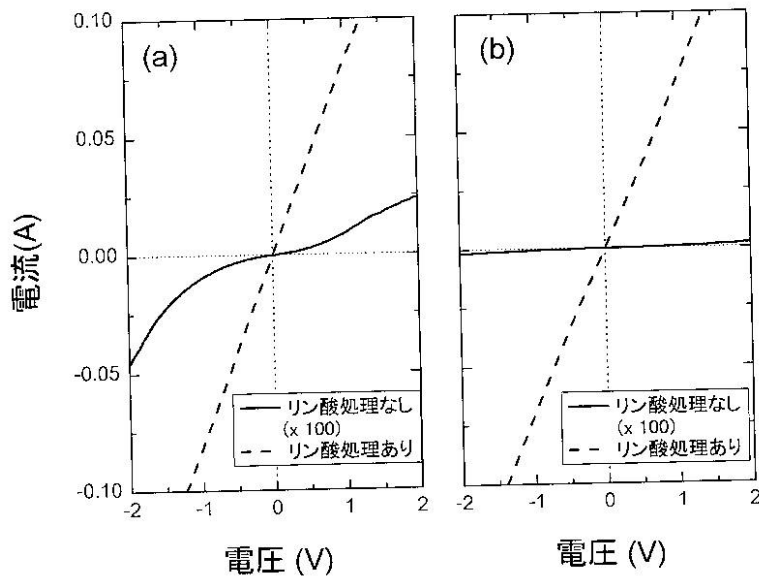 (a)
(b)
0.10
0.05
0.00
-0.05
-0.10
電流(A)
リン酸処理なし
(x 100)
リン酸処理あり
リン酸処理なし
(x 100)
リン酸処理あり
-2
-1
0
1
2
-2
-1
0
1
2
電圧 (V)
電圧 (V)